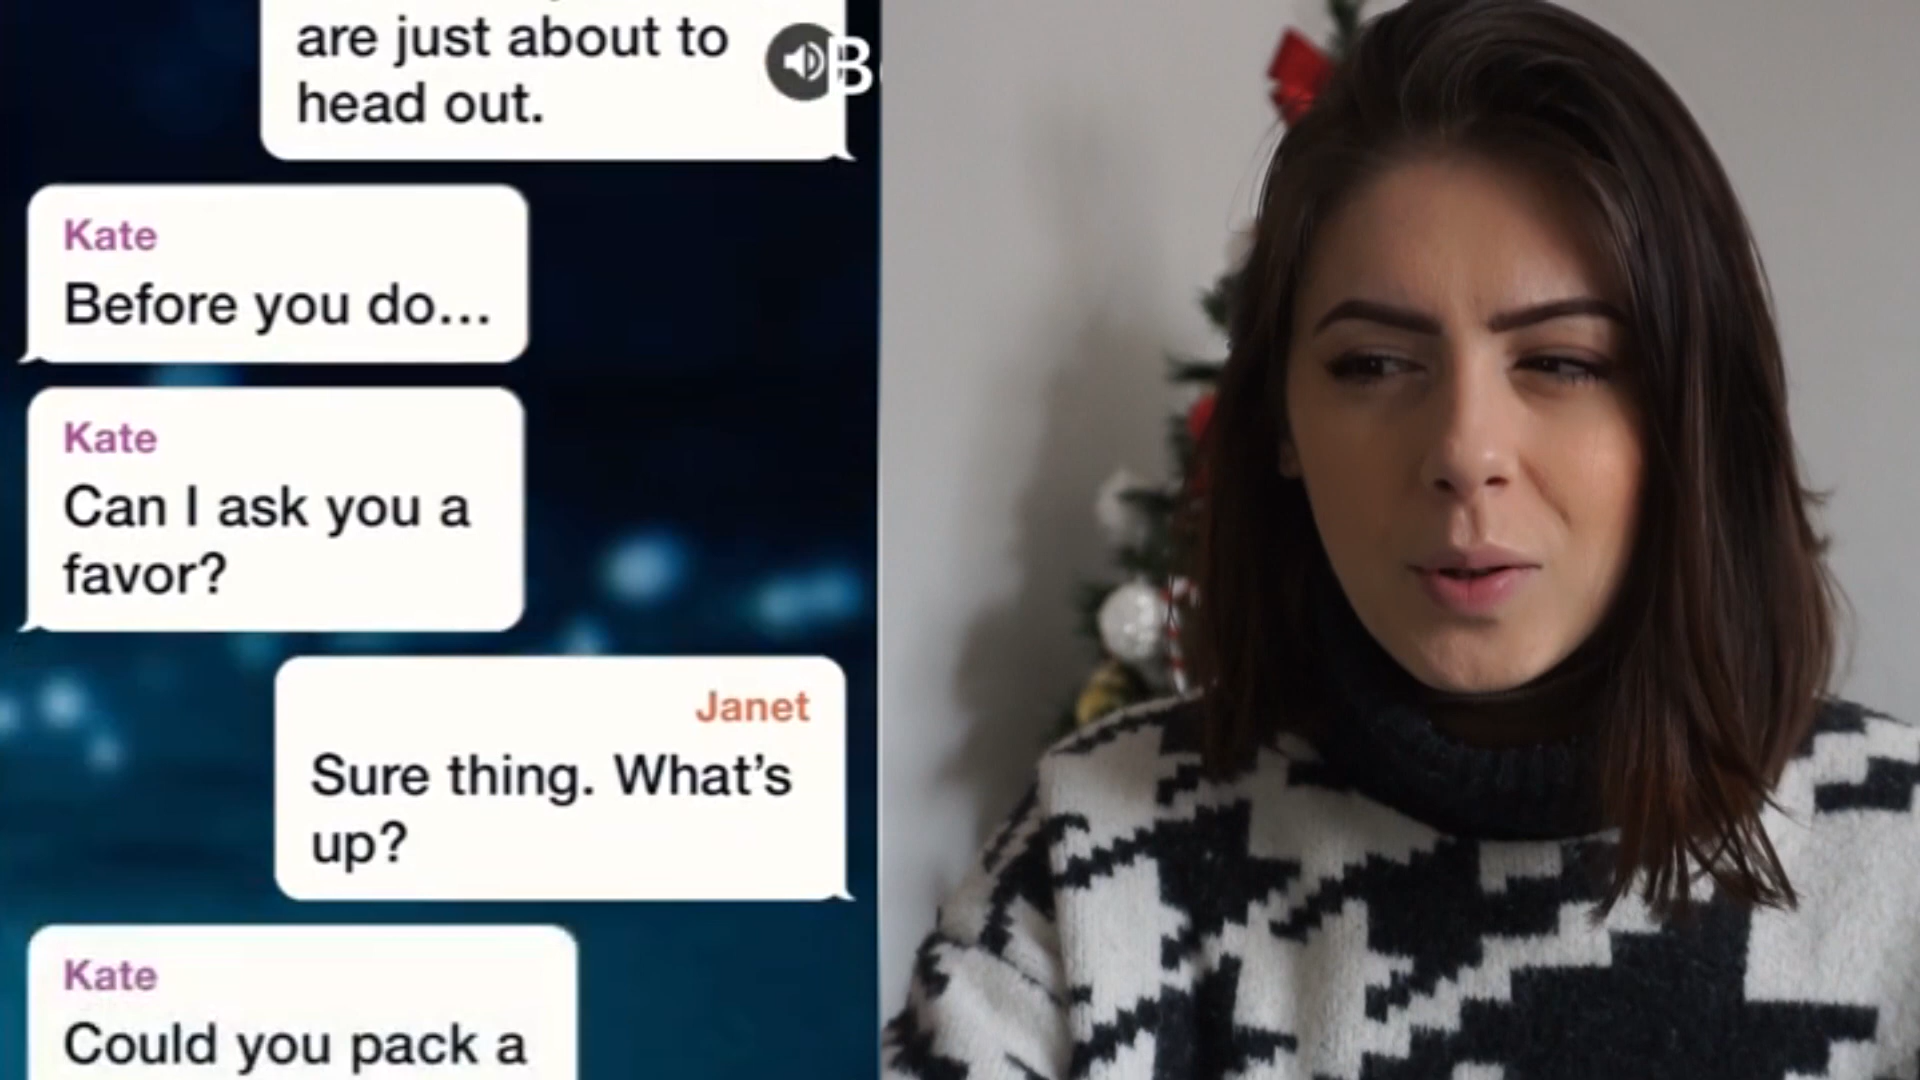 are just about to
head out.
Kate
Before you do...
Kate
Can I ask you a
favor?
Janet
Sure thing. What's
up?
Kate
Could you pack a